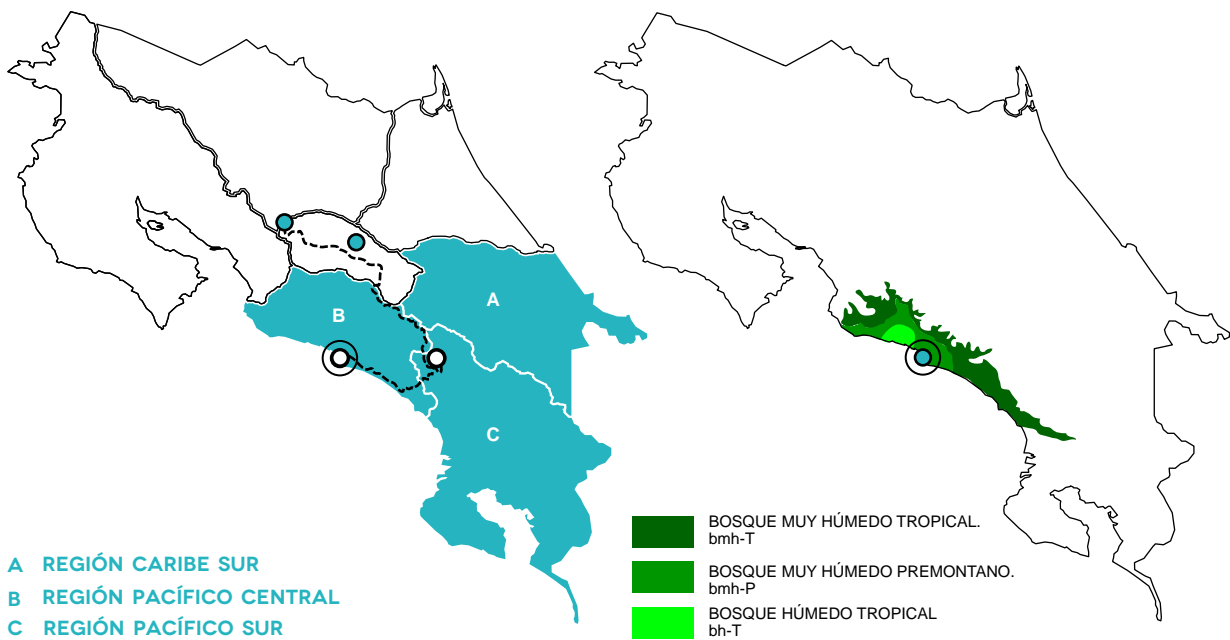 A
B
C
A REGIÓN CARIBE SUR
B REGIÓN PACÍFICO CENTRAL
C REGIÓN PACÍFICO SUR
BOSQUE MUY HÚMEDO TROPICAL.
bmh-T
BOSQUE MUY HÚMEDO PREMONTANO.
bmh-P
BOSQUE HÚMEDO TROPICAL
bh-T